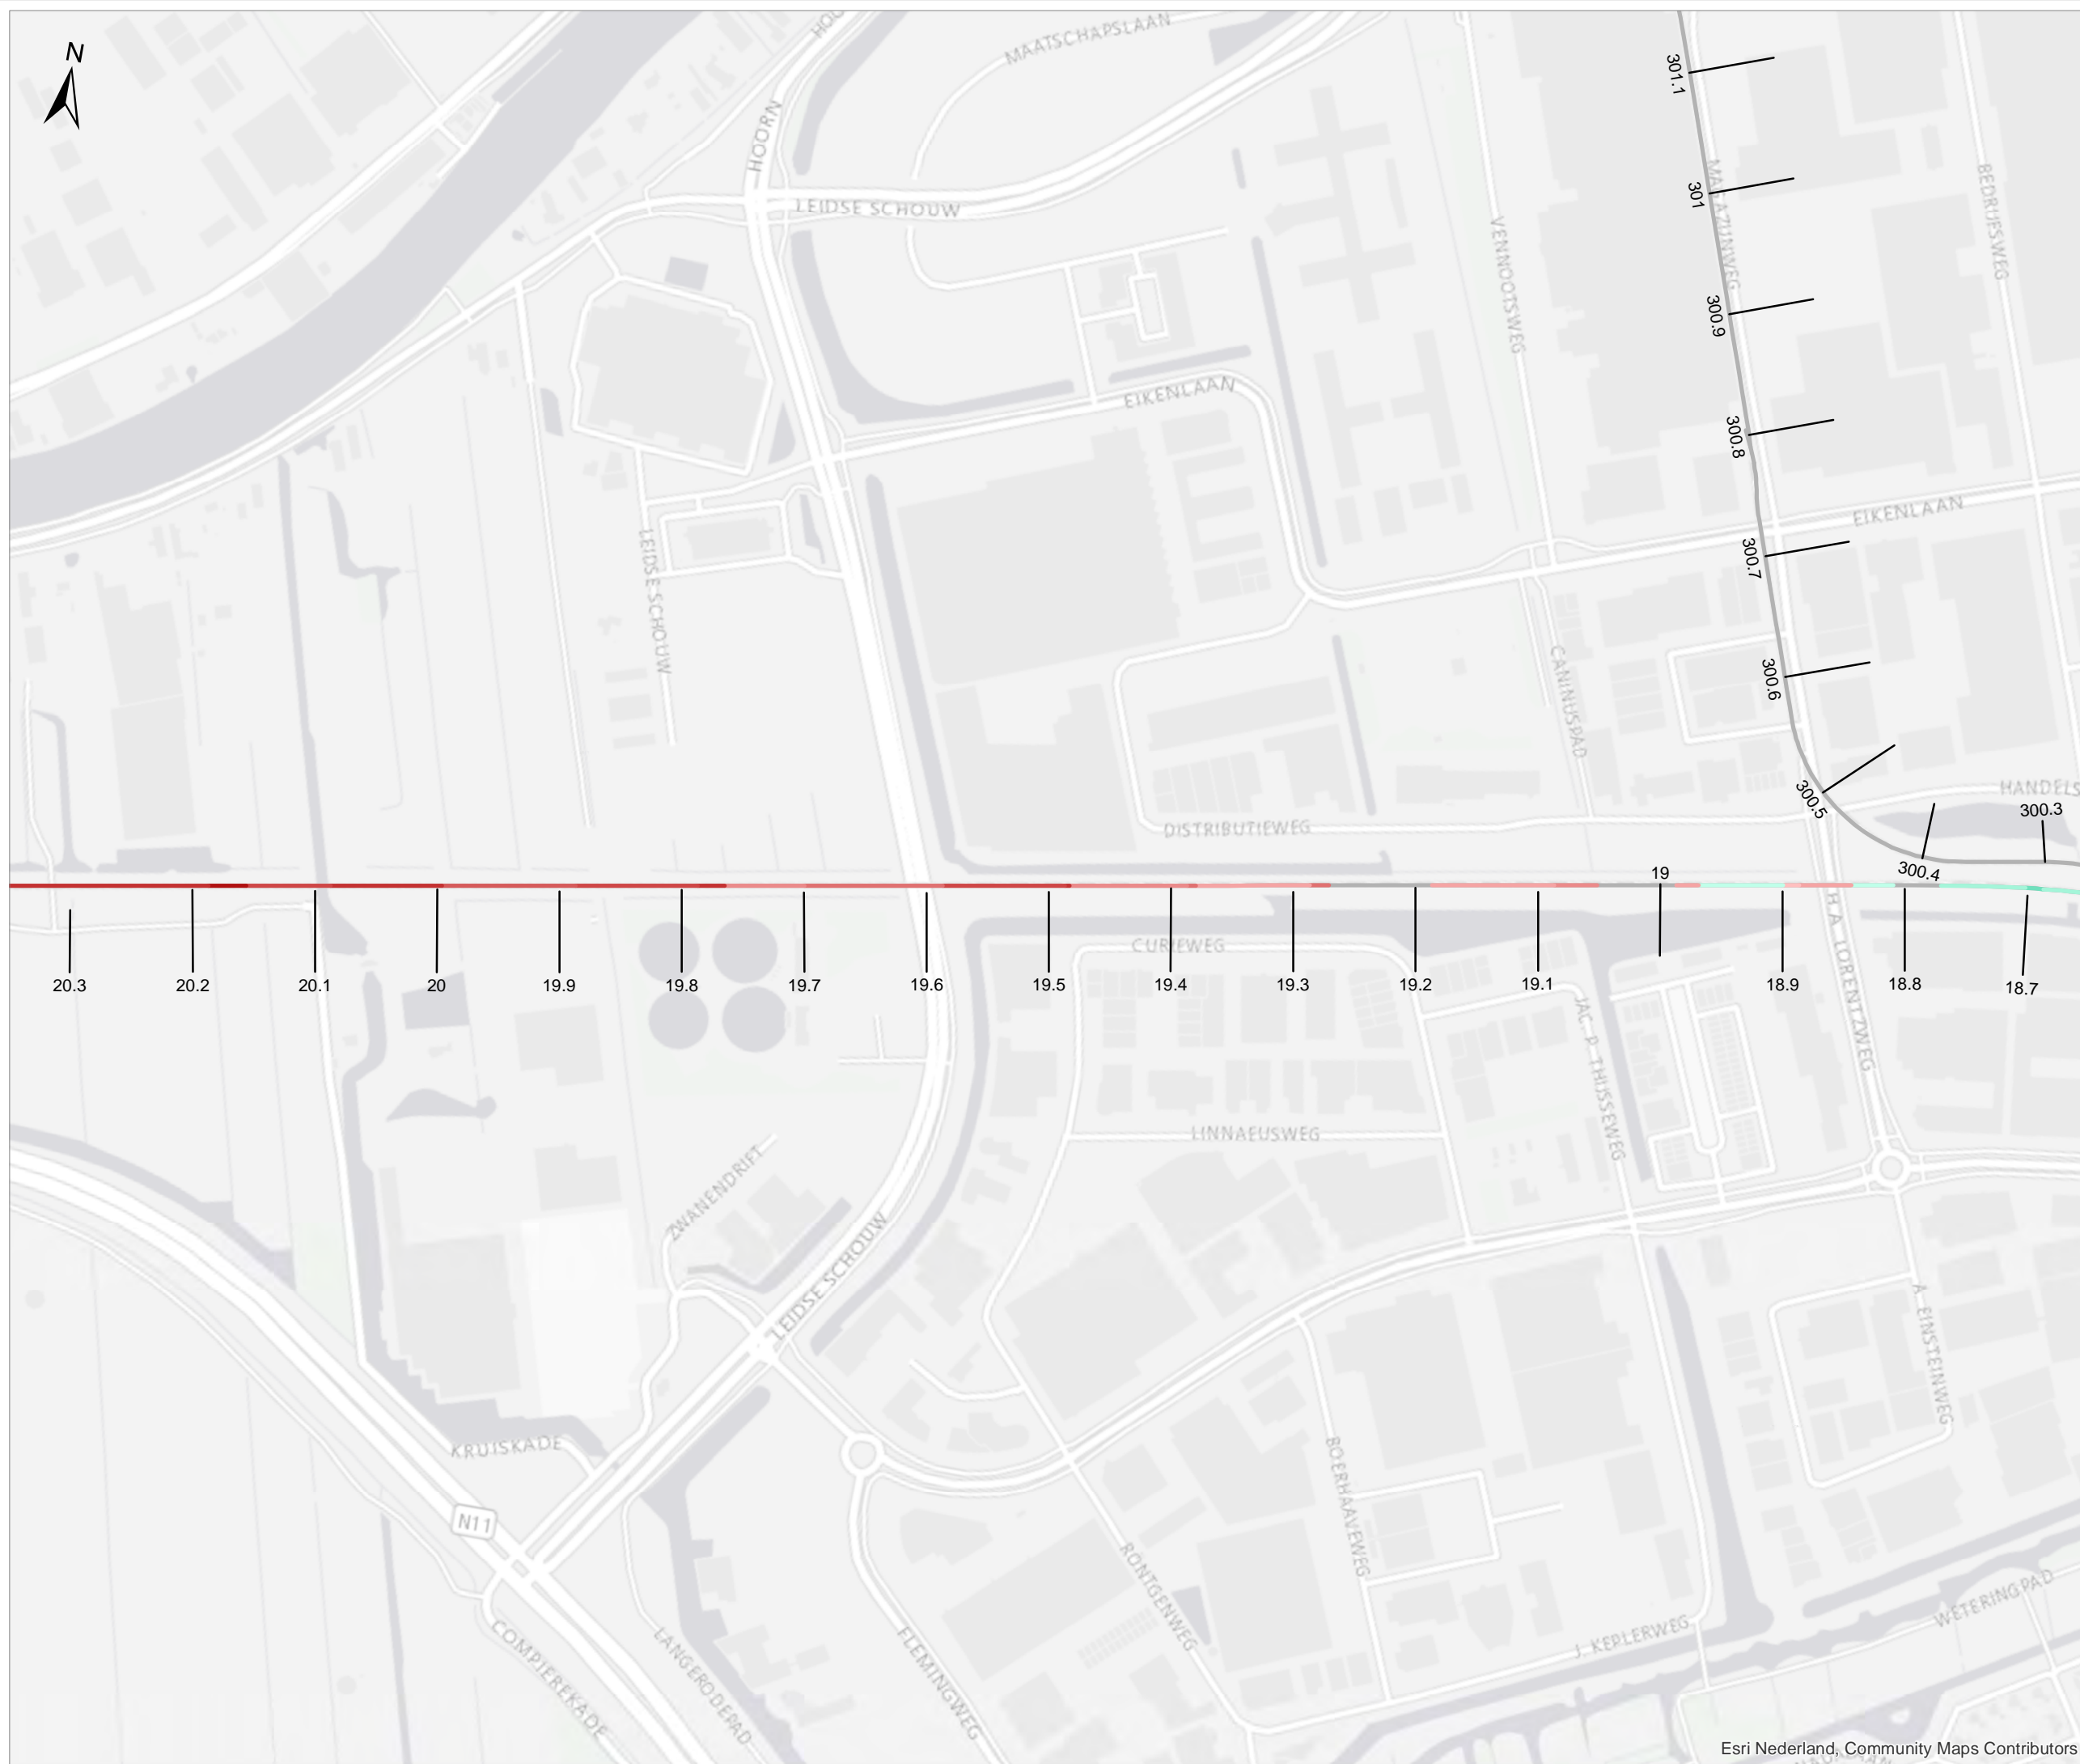 N
HOORN
MAATSCHAPSLAAN
301.1
HOORN
LEIDSE SCHOUW
301
BEDRIJFSWEG
VENNOOTSWEG
300.9
EIKENLAAN
300.8
EIKENLAAN
300.7
LEIDSE SCHOUW
300.6
CANINUSPAD
300.5
HANDELS
300.3
DISTRIBUTIEWEG
300.4
19
CURIEWEG
H.A. LORENTZWEG
20.3
20.2
20.1
20
19.9
19.8
19.7
19.6
19.5
19.4
19.3
19.2
19.1
18.9
18.8
18.7
JAC. P. THIJSSEWEG
LINNAEUSWEG
ZWANENDRIFT
LEIDSE SCHOUW
A. EINSTEINWEG
KRUISKADE
BOERHAAVEWEG
N11
RÖNTGENWEG
WETERINGPAD
COMPIEREKADE
LANGERODEPAD
FLEMINGWEG
J. KEPLERWEG
Esri Nederland, Community Maps Contributors